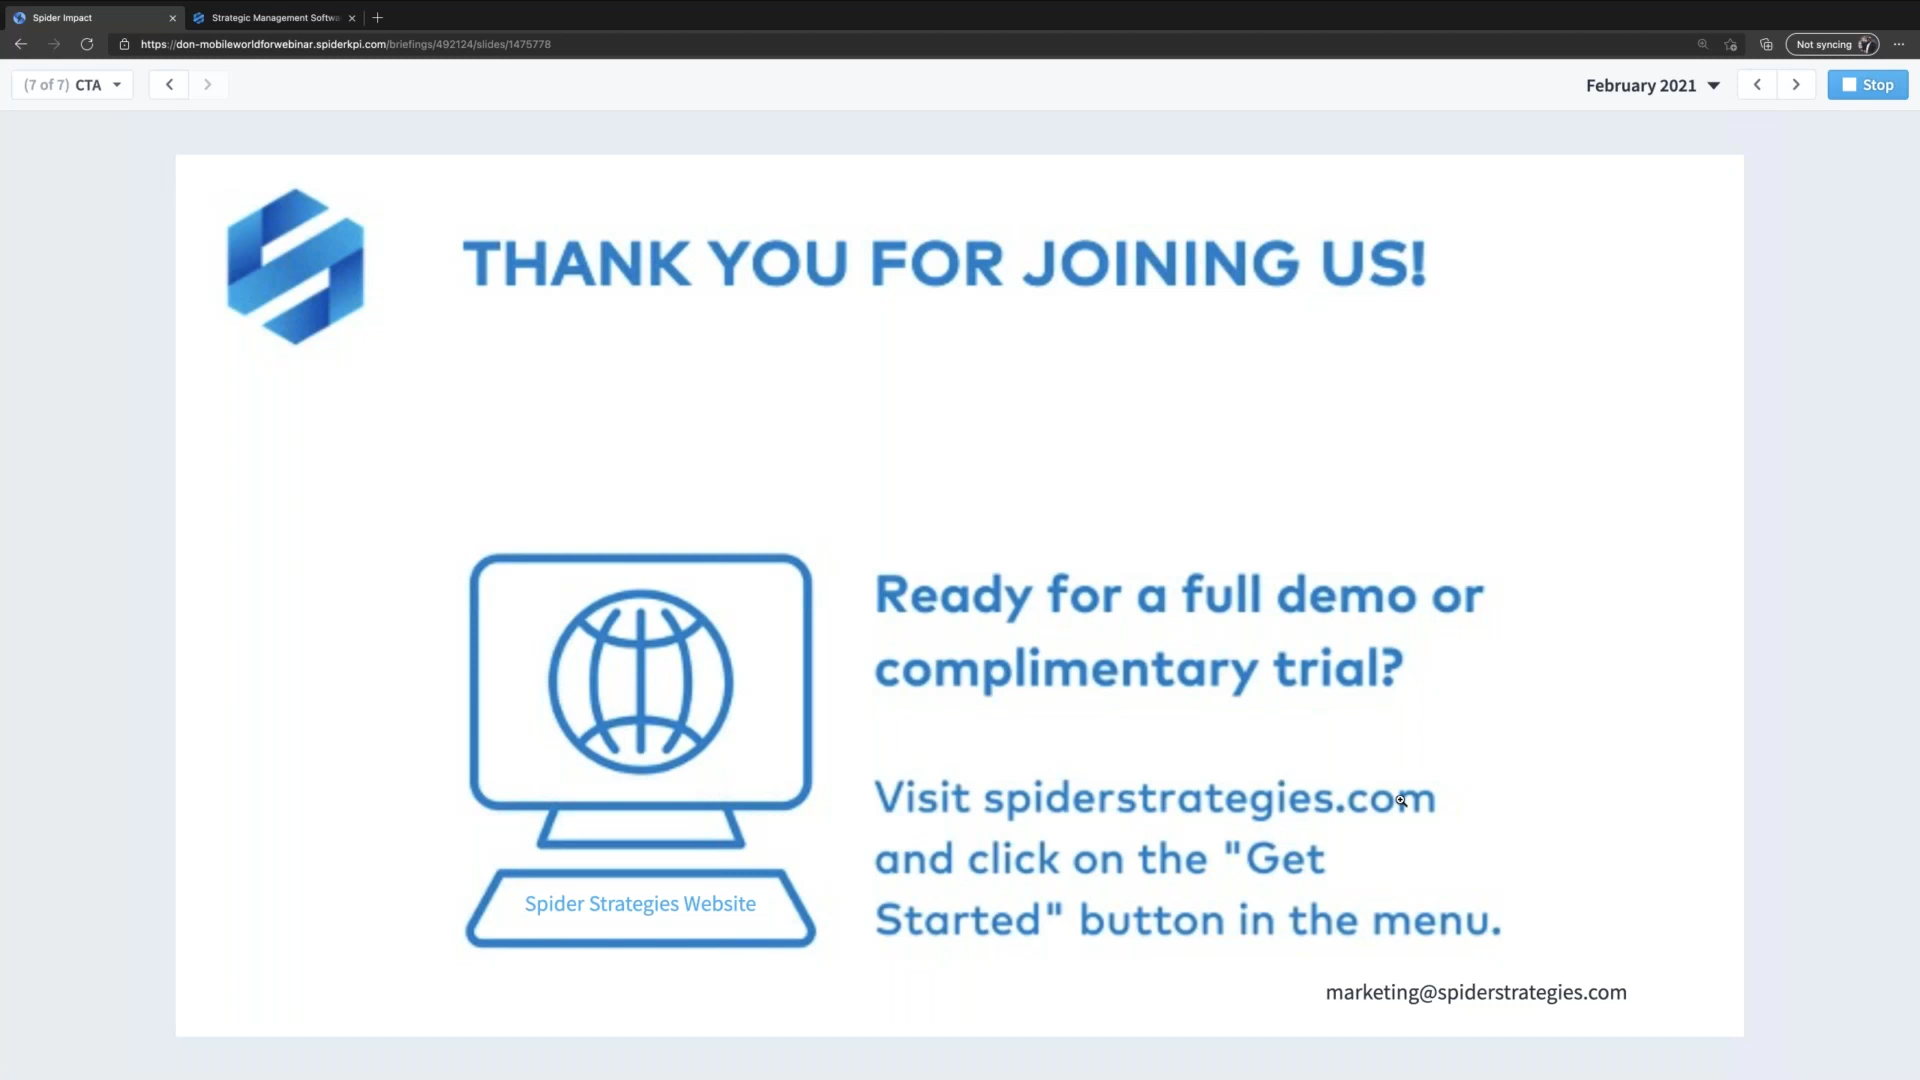 Spider Impact
Strategic Management Softwa
https://don-mobileworldforwebinar.spiderkpi.com/briefings/492124/slides/1475778
Not syncing
(7 of 7) CTA
February 2021
Stop
THANK YOU FOR JOINING US!
Ready for a full demo or
complimentary trial?
Visit spiderstrategies.com
and click on the "Get
Started" button in the menu.
Spider Strategies Website
marketing@spiderstrategies.com